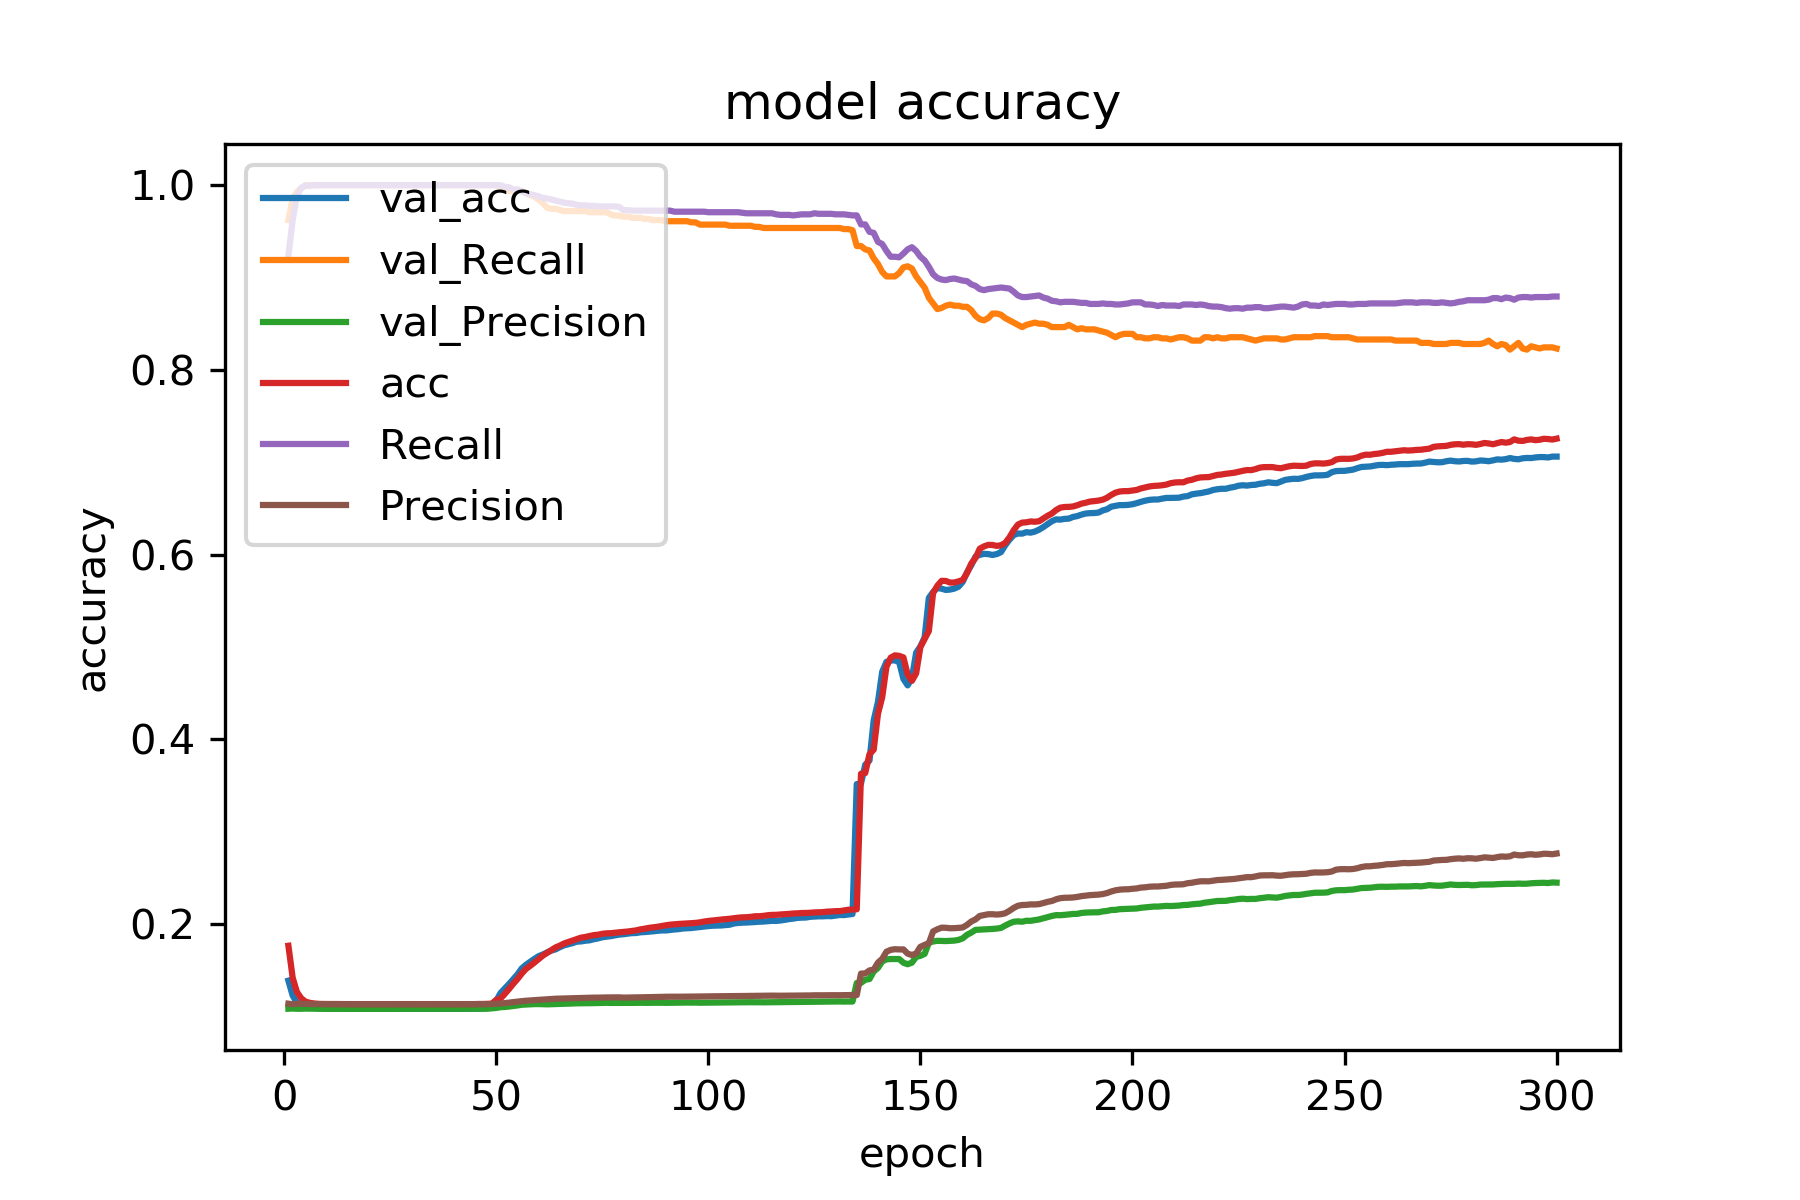 model accuracy
1.0
0.8
0.6
0.4
0.2
accuracy
val_acc
val_Recall
val_Precision
acc
Recall
Precision
0 50 100 150 200 250 300
epoch